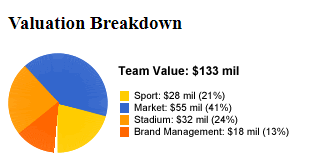 Valuation Breakdown
Team Value: $133 mil
Sport: $28 mil (21%)
Market: $55 mil (41%)
Stadium: $32 mil (24%)
Brand Management: $18 mil (13%)